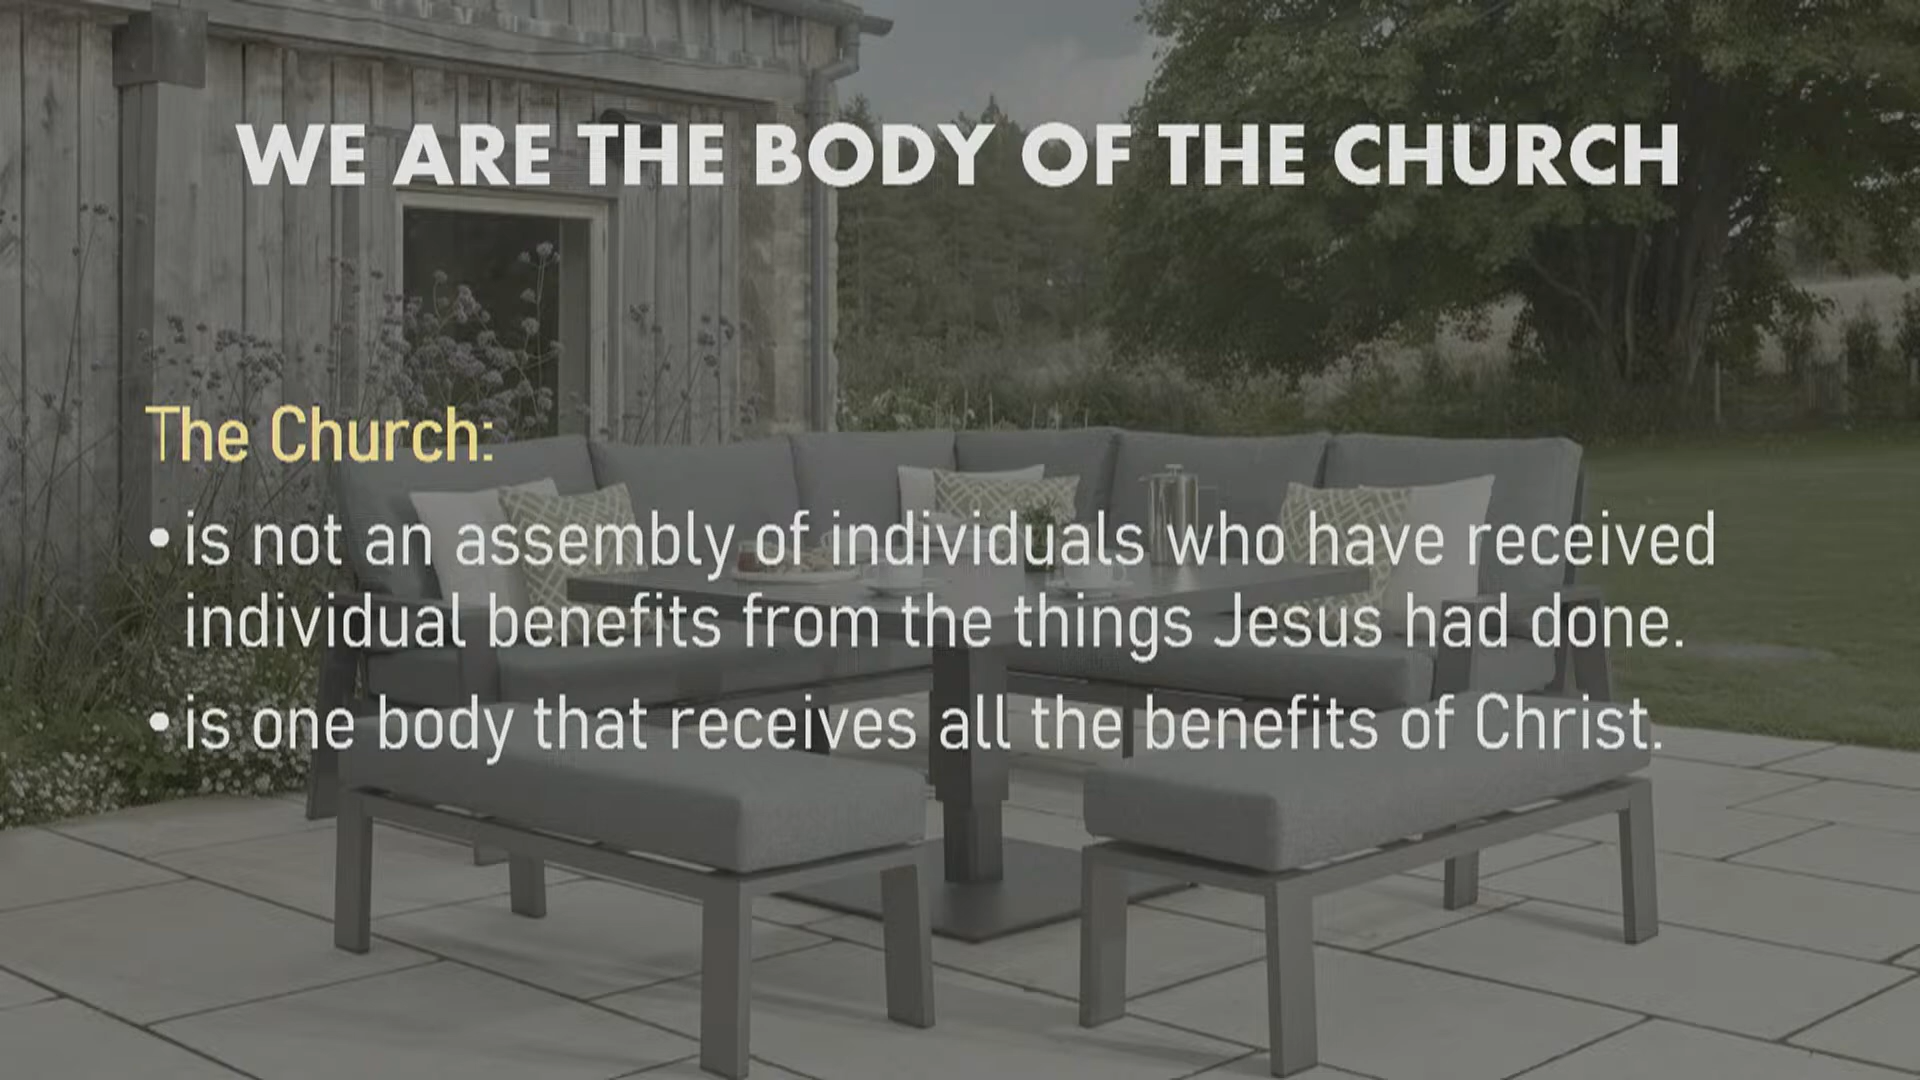 WE ARE THE BODY OF THE CHURCH
The Church:
• is not an assembly of individuals who have received
individual benefits from the things Jesus had done.
• is one body that receives all the benefits of Christ.